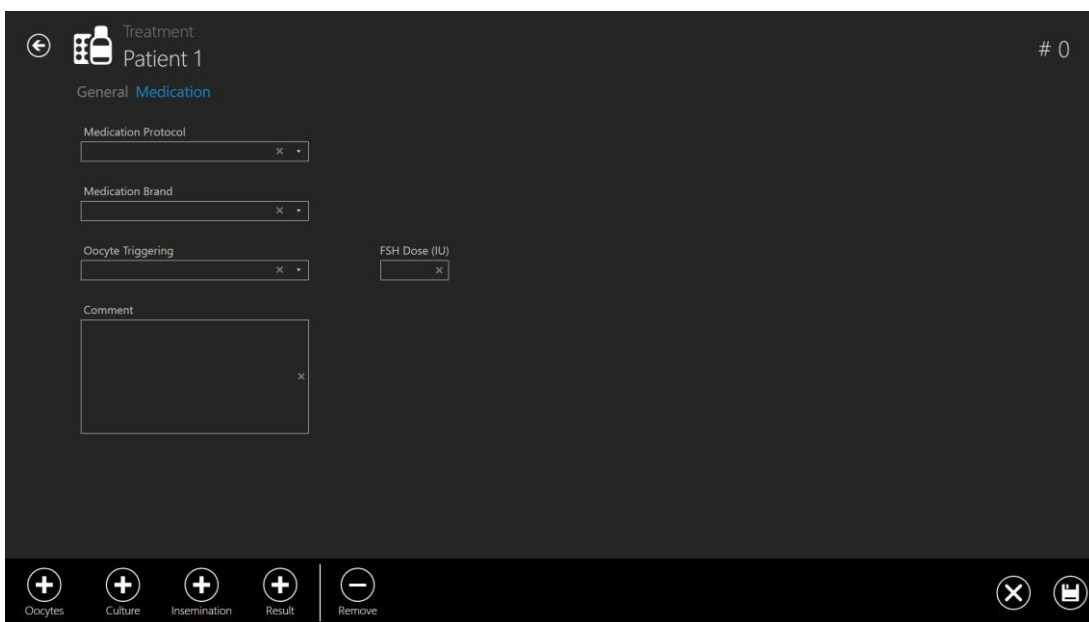 Treatment
Patient 1
# 0
General Medication
Medication Protocol
Medication Brand
Oocyte Triggering
FSH Dose (IU)
Comment
Oocytes
Culture
Insemination
Result
Remove